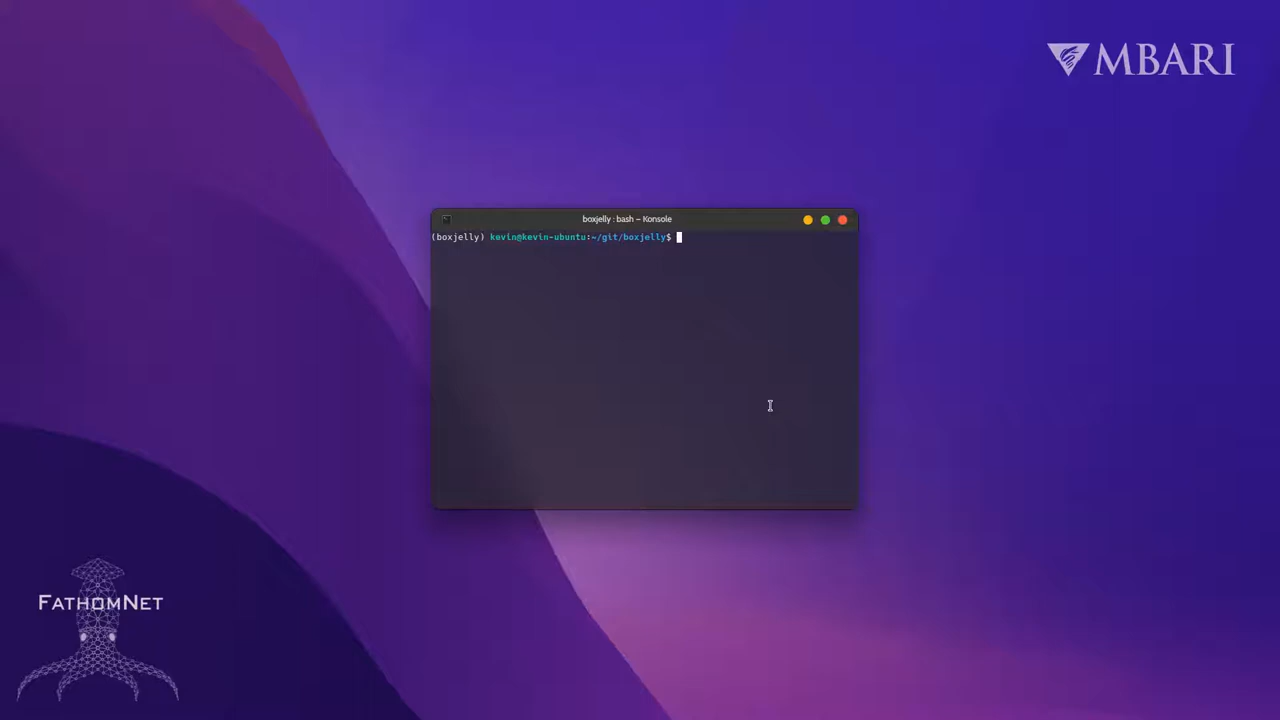 MBARI
boxjelly : bash — Konsole
(boxjelly) kevin@kevin-ubuntu:~/git/boxjelly$
FATHOMNET